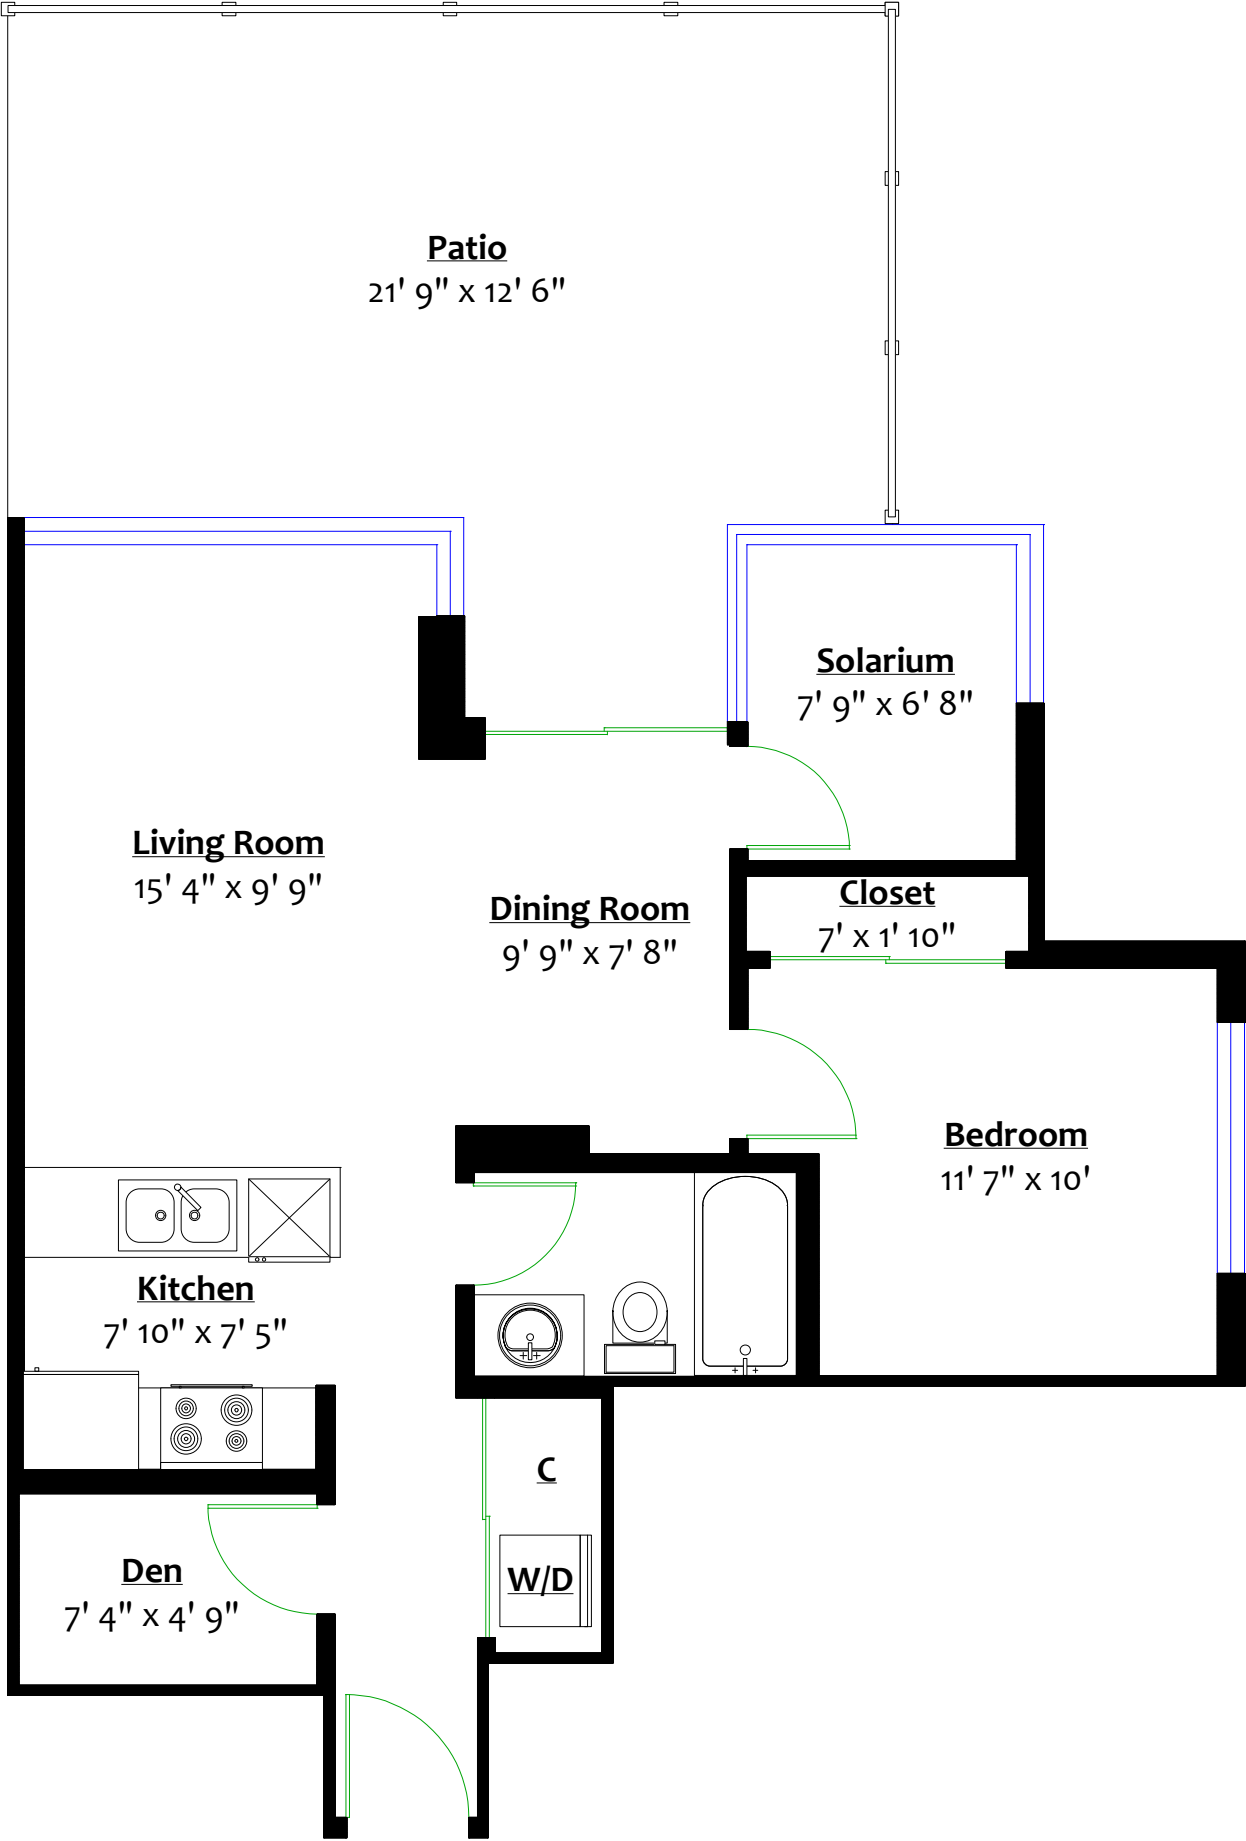 Patio
21' 9" x 12' 6"
Solarium
7' 9" x 6' 8"
Living Room
15' 4" x 9' 9"
Dining Room
9' 9" x 7' 8"
Closet
7' x 1' 10"
Bedroom
11' 7" x 10'
Kitchen
7' 10" x 7' 5"
C
W/D
Den
7' 4" x 4' 9"